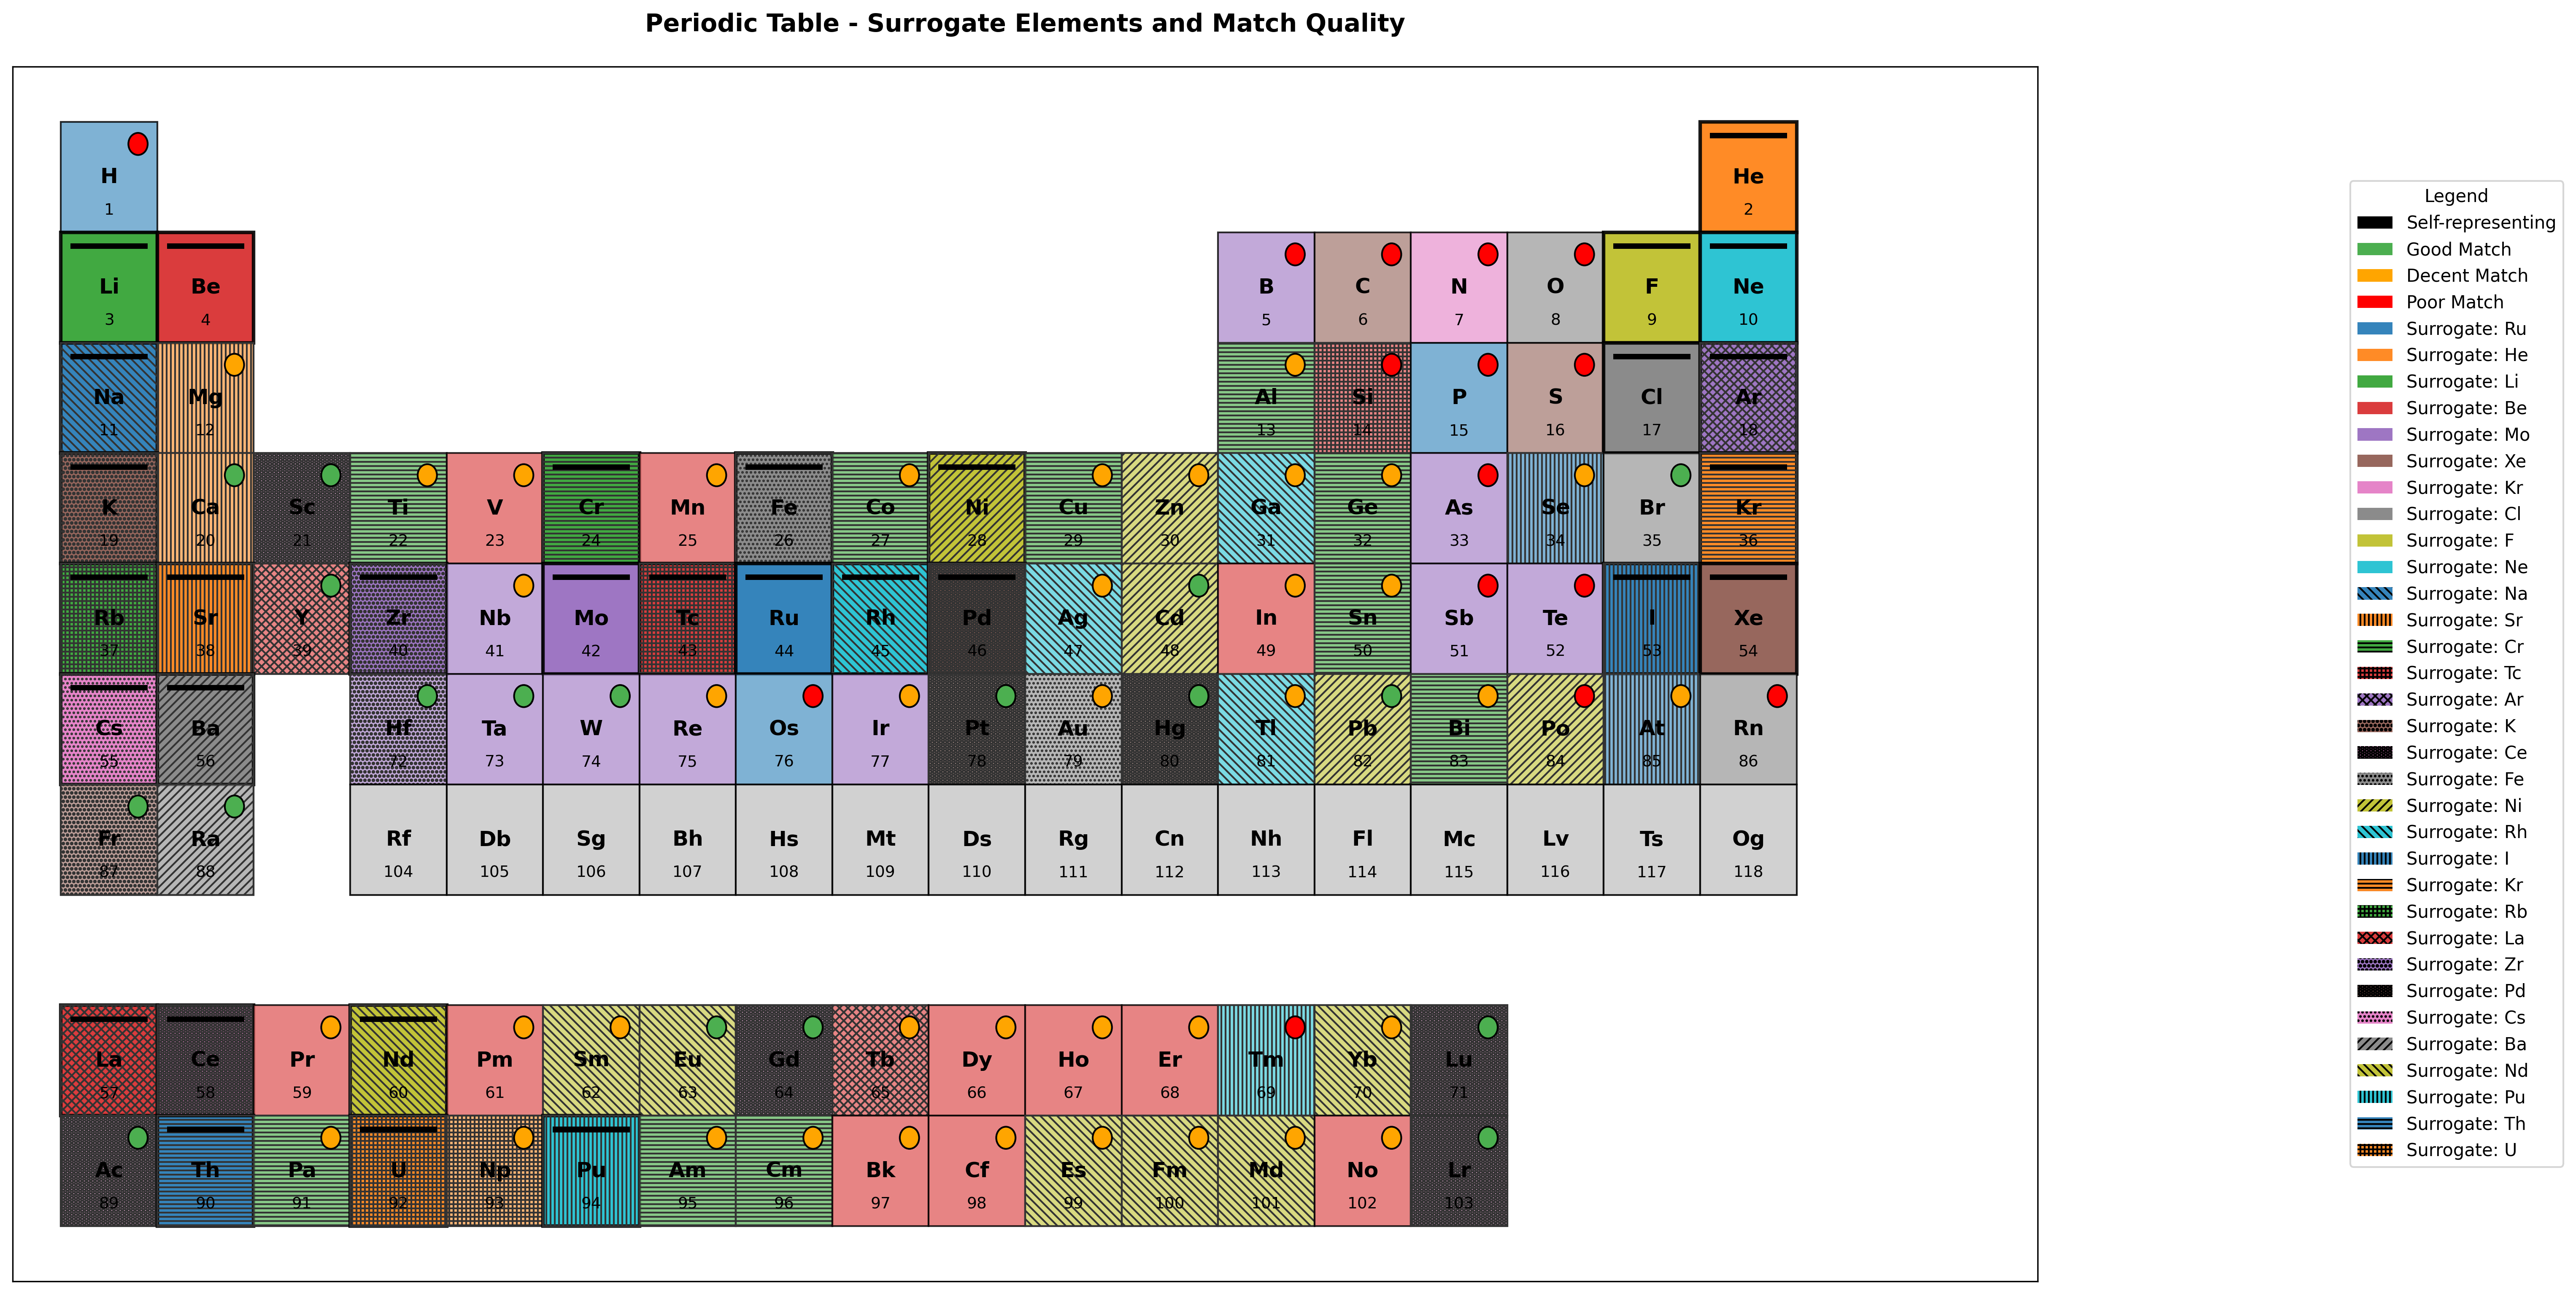 Periodic Table - Surrogate Elements and Match Quality
H He
1 2
Li Be B C N O F Ne
3 4 5 6 7 8 9 10
Na Mg Al Si P S Cl Ar
11 12 13 14 15 16 17 18
K Ca Sc Ti V Cr Mn Fe Co Ni Cu Zn Ga Ge As Se Br Kr
19 20 21 22 23 24 25 26 27 28 29 30 31 32 33 34 35 36
Rb Sr Y Zr Nb Mo Tc Ru Rh Pd Ag Cd In Sn Sb Te I Xe
37 38 39 40 41 42 43 44 45 46 47 48 49 50 51 52 53 54
Cs Ba Hf Ta W Re Os Ir Pt Au Hg Tl Pb Bi Po At Rn
55 56 72 73 74 75 76 77 78 79 80 81 82 83 84 85 86
Fr Ra Rf Db Sg Bh Hs Mt Ds Rg Cn Nh Fl Mc Lv Ts Og
87 88 104 105 106 107 108 109 110 111 112 113 114 115 116 117 118
La Ce Pr Nd Pm Sm Eu Gd Tb Dy Ho Er Tm Yb Lu
57 58 59 60 61 62 63 64 65 66 67 68 69 70 71
Ac Th Pa U Np Pu Am Cm Bk Cf Es Fm Md No Lr
89 90 91 92 93 94 95 96 97 98 99 100 101 102 103
Legend
Self-representing
Good Match
Decent Match
Poor Match
Surrogate: Ru
Surrogate: He
Surrogate: Li
Surrogate: Be
Surrogate: Mo
Surrogate: Xe
Surrogate: Kr
Surrogate: Cl
Surrogate: F
Surrogate: Ne
Surrogate: Na
Surrogate: Sr
Surrogate: Cr
Surrogate: Tc
Surrogate: Ar
Surrogate: K
Surrogate: Ce
Surrogate: Fe
Surrogate: Ni
Surrogate: Rh
Surrogate: I
Surrogate: Kr
Surrogate: Rb
Surrogate: La
Surrogate: Zr
Surrogate: Pd
Surrogate: Cs
Surrogate: Ba
Surrogate: Nd
Surrogate: Pu
Surrogate: Th
Surrogate: U